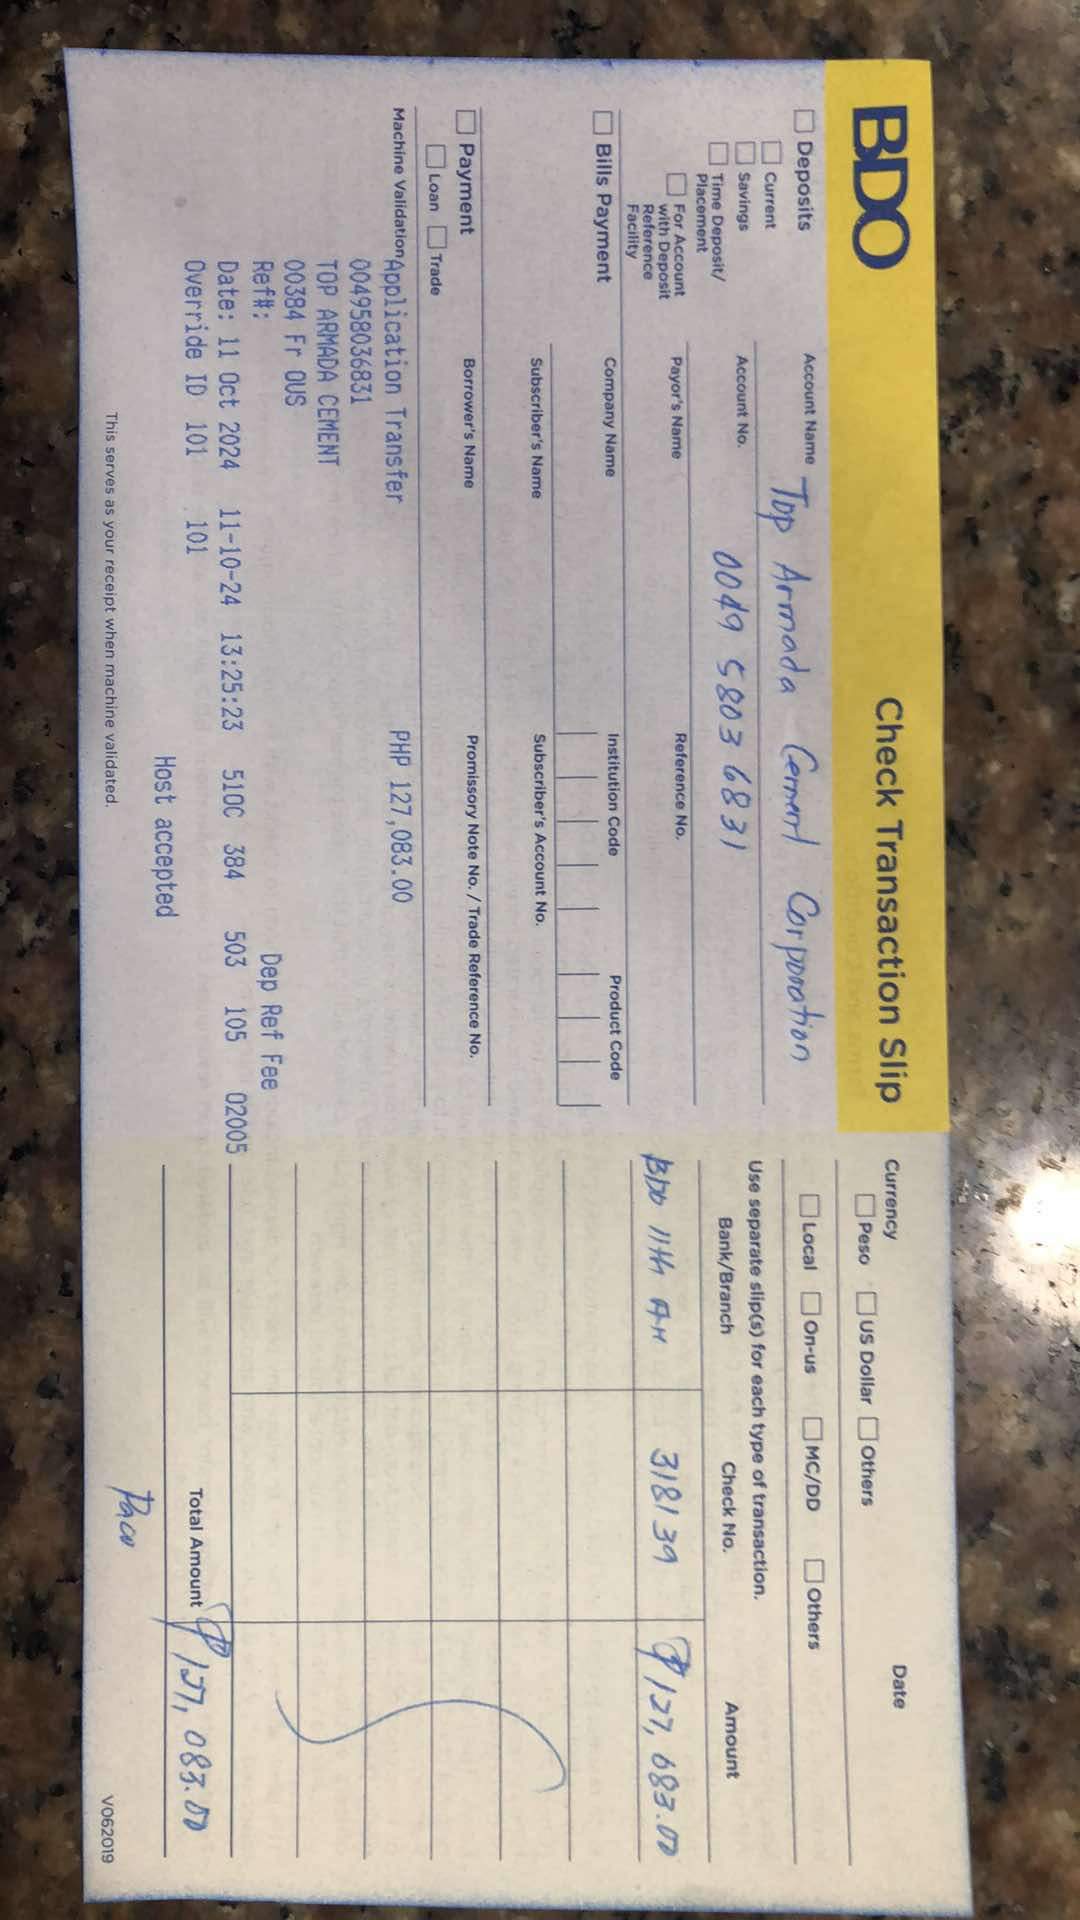 BDO
Check Transaction Slip
Currency
Date
Peso US Dollar Others
Deposits
Current
Savings
Time Deposit/
Placement
For Account
with Deposit
Reference
Facility
Account Name Top Armada Cement Corporation
Account No. 0049 5803 6831
Payor's Name
Reference No.
Local On-us MC/DD Others
Use separate slip(s) for each type of transaction.
Bank/Branch Check No. Amount
BDO 11th AH 318139 ₱127,083.00
Bills Payment
Company Name
Institution Code
Product Code
Subscriber's Name
Subscriber's Account No.
Payment
Loan Trade
Borrower's Name
Promissory Note No. / Trade Reference No.
Machine Validation
Application Transfer PHP 127,083.00
004958036831
TOP ARMADA CEMENT
00384 Fr OUS
Ref#: Dep Ref Fee
Date: 11 Oct 2024 11-10-24 13:25:23 510C 384 503 105 02005
Override ID 101 101
Host accepted
This serves as your receipt when machine validated.
Total Amount ₱127,083.00
Paco
V062019